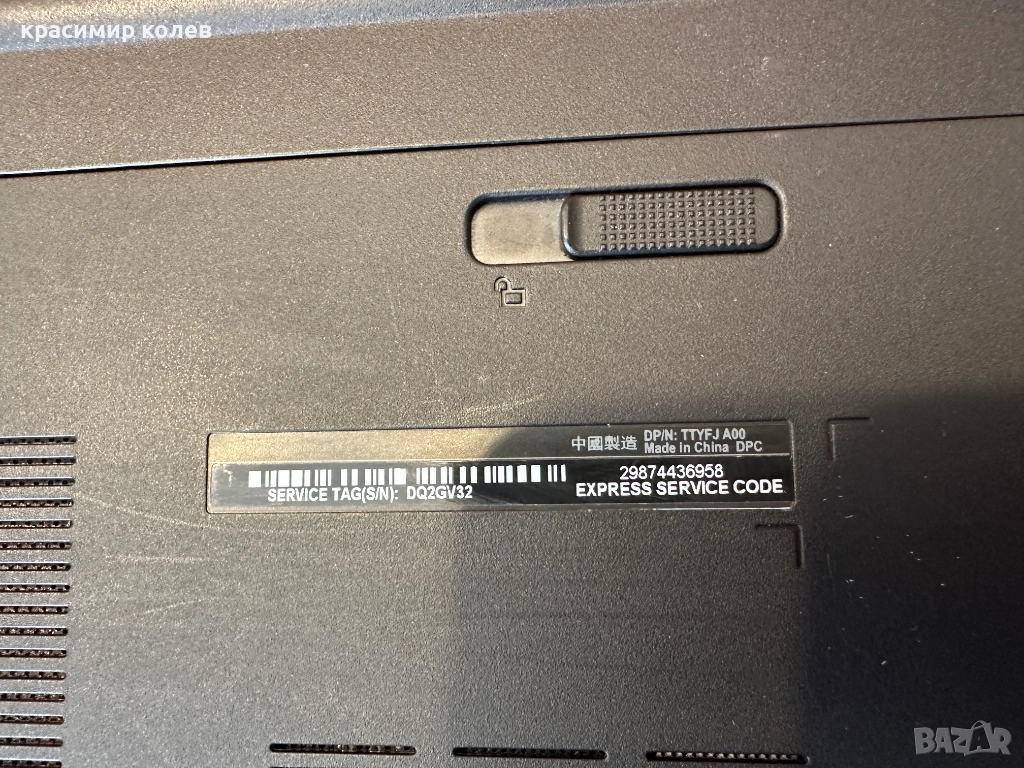 красимир колев
中國製造 DP/N: TTYFJ A00
Made in China DPC
29874436958
SERVICE TAG(S/N): DQ2GV32
EXPRESS SERVICE CODE
BAZAR